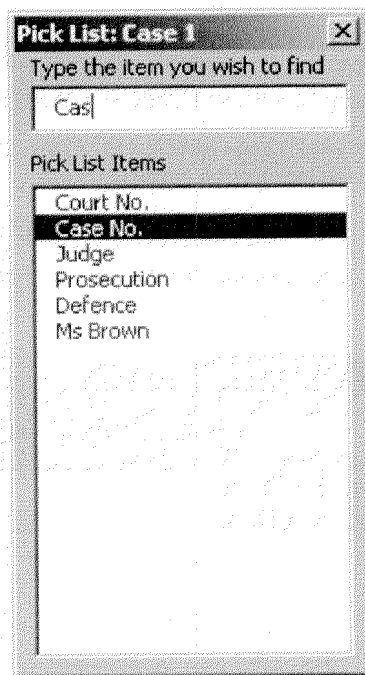 Pick List: Case 1
Type the item you wish to find
Cas
Pick List Items
Court No.
Case No.
Judge
Prosecution
Defence
Ms Brown